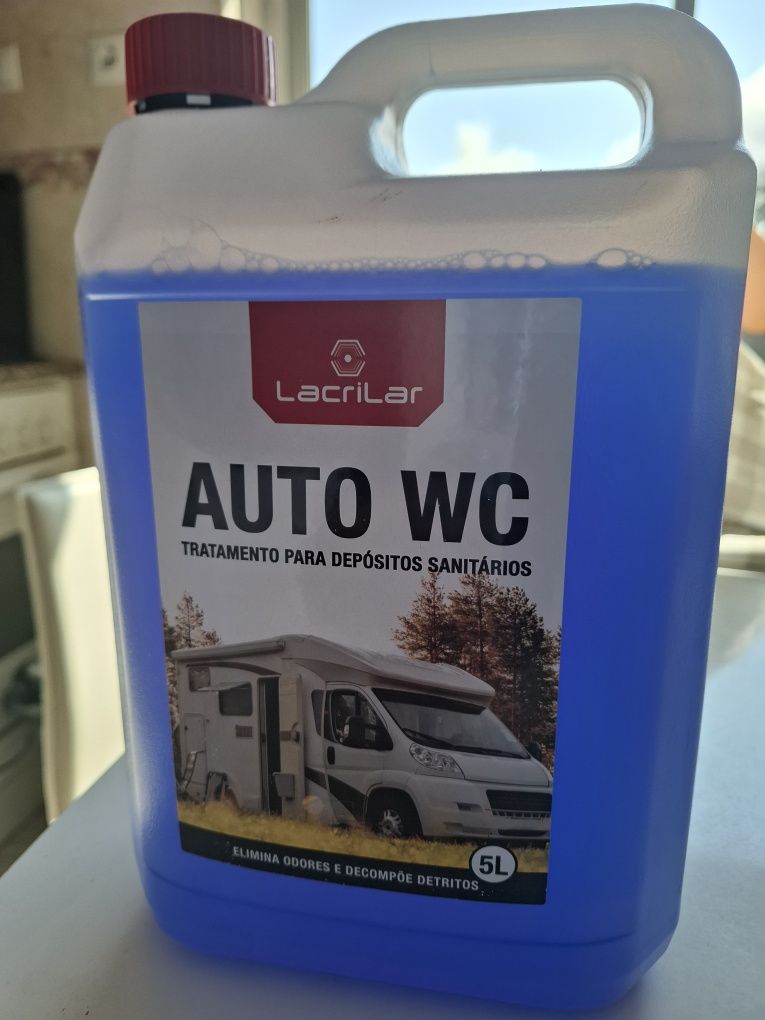 LacriLar
AUTO WC
TRATAMENTO PARA DEPÓSITOS SANITÁRIOS
ELIMINA ODORES E DECOMPÕE DETRITOS
5L